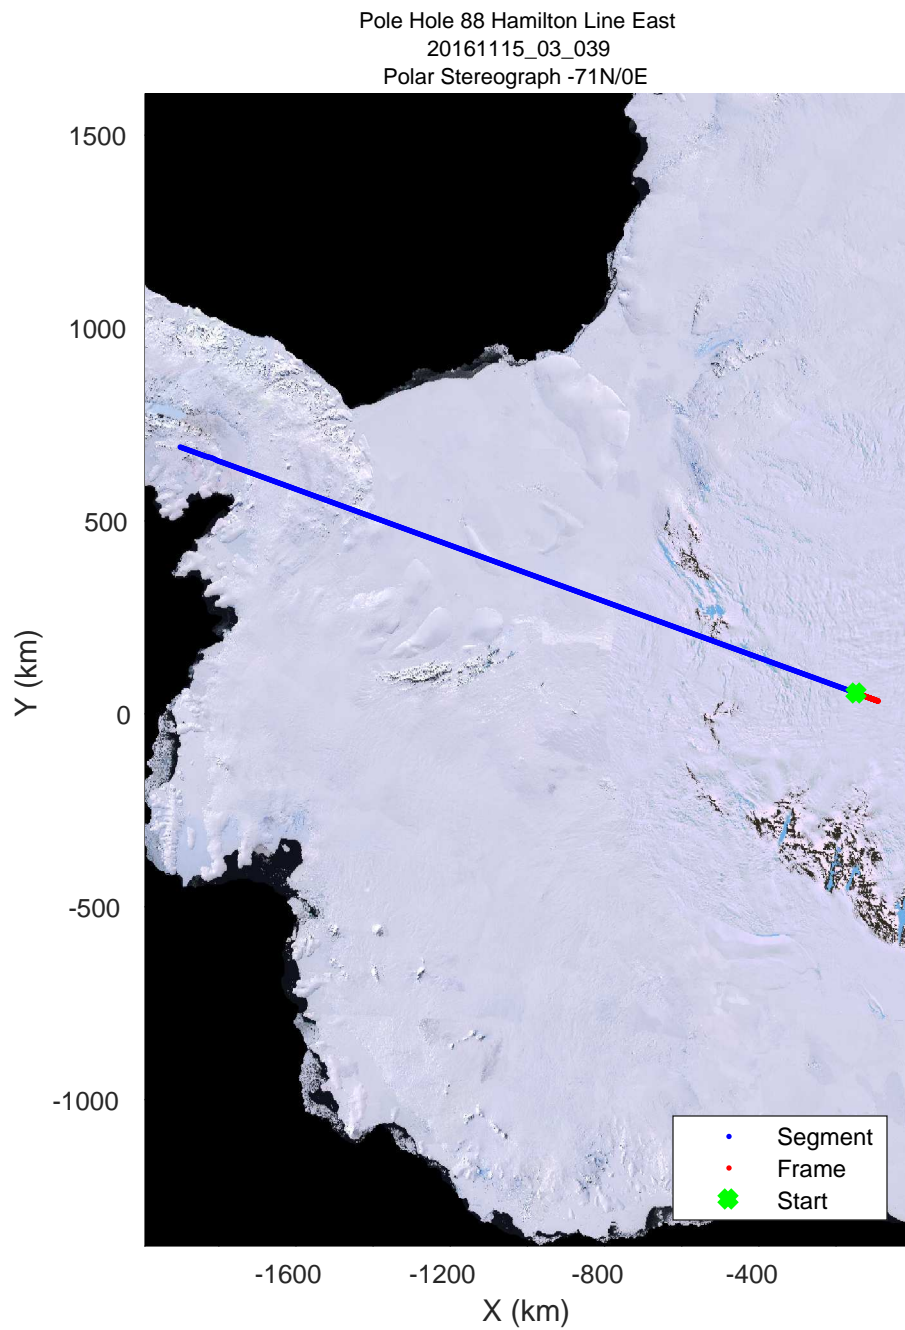 Pole Hole 88 Hamilton Line East
20161115_03_039
Polar Stereograph -71N/0E
1500
1000
500
0
-500
-1000
Y (km)
-1600
-1200
-800
-400
X (km)
Segment
Frame
Start